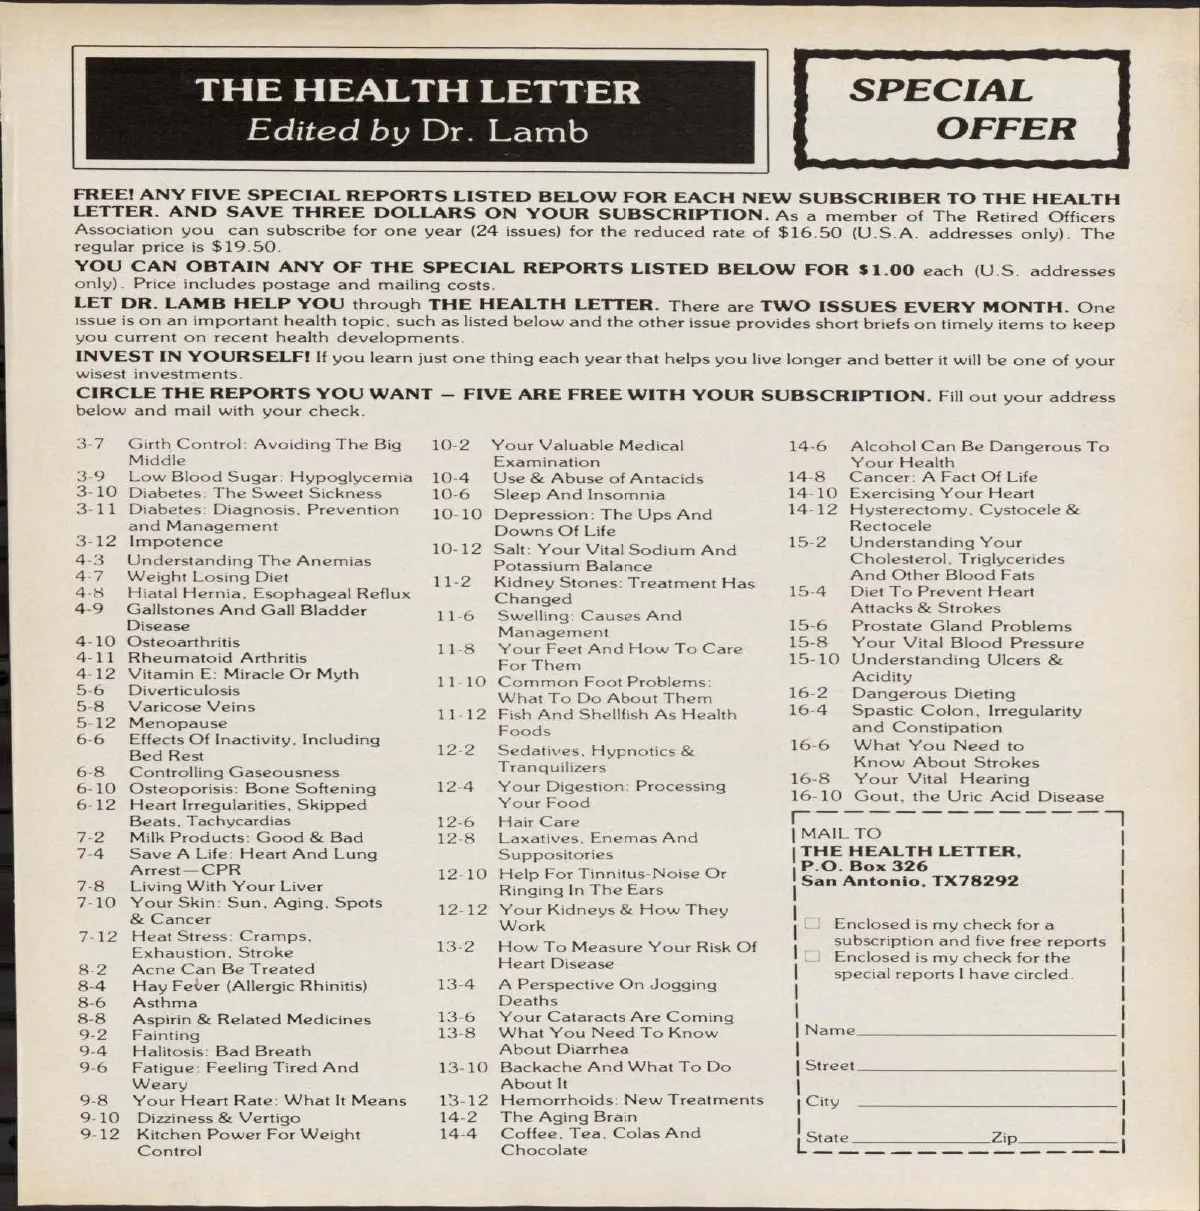 THE HEALTH LETTER
Edited by Dr. Lamb
SPECIAL
OFFER
FREE! ANY FIVE SPECIAL REPORTS LISTED BELOW FOR EACH NEW SUBSCRIBER TO THE HEALTH
LETTER. AND SAVE THREE DOLLARS ON YOUR SUBSCRIPTION. As a member of The Retired Officers
Association you can subscribe for one year (24 issues) for the reduced rate of $16.50 (U.S.A. addresses only). The
regular price is $19.50.
YOU CAN OBTAIN ANY OF THE SPECIAL REPORTS LISTED BELOW FOR $1.00 each (U.S. addresses
only). Price includes postage and mailing costs.
LET DR. LAMB HELP YOU through THE HEALTH LETTER. There are TWO ISSUES EVERY MONTH. One
issue is on an important health topic, such as listed below and the other issue provides short briefs on timely items to keep
you current on recent health developments.
INVEST IN YOURSELF! If you learn just one thing each year that helps you live longer and better it will be one of your
wisest investments.
CIRCLE THE REPORTS YOU WANT — FIVE ARE FREE WITH YOUR SUBSCRIPTION. Fill out your address
below and mail with your check.
3-7 Girth Control: Avoiding The Big
Middle
3-9 Low Blood Sugar: Hypoglycemia
3-10 Diabetes: The Sweet Sickness
3-11 Diabetes: Diagnosis, Prevention
and Management
3-12 Impotence
4-3 Understanding The Anemias
4-7 Weight Losing Diet
4-8 Hiatal Hernia, Esophageal Reflux
4-9 Gallstones And Gall Bladder
Disease
4-10 Osteoarthritis
4-11 Rheumatoid Arthritis
4-12 Vitamin E: Miracle Or Myth
5-6 Diverticulosis
5-8 Varicose Veins
5-12 Menopause
6-6 Effects Of Inactivity, Including
Bed Rest
6-8 Controlling Gaseousness
6-10 Osteoporisis: Bone Softening
6-12 Heart Irregularities, Skipped
Beats, Tachycardias
7-2 Milk Products: Good & Bad
7-4 Save A Life: Heart And Lung
Arrest—CPR
7-8 Living With Your Liver
7-10 Your Skin: Sun, Aging, Spots
& Cancer
7-12 Heat Stress: Cramps,
Exhaustion, Stroke
8-2 Acne Can Be Treated
8-4 Hay Fever (Allergic Rhinitis)
8-6 Asthma
8-8 Aspirin & Related Medicines
9-2 Fainting
9-4 Halitosis: Bad Breath
9-6 Fatigue: Feeling Tired And
Weary
9-8 Your Heart Rate: What It Means
9-10 Dizziness & Vertigo
9-12 Kitchen Power For Weight
Control
10-2 Your Valuable Medical
Examination
10-4 Use & Abuse of Antacids
10-6 Sleep And Insomnia
10-10 Depression: The Ups And
Downs Of Life
10-12 Salt: Your Vital Sodium And
Potassium Balance
11-2 Kidney Stones: Treatment Has
Changed
11-6 Swelling: Causes And
Management
11-8 Your Feet And How To Care
For Them
11-10 Common Foot Problems:
What To Do About Them
11-12 Fish And Shellfish As Health
Foods
12-2 Sedatives, Hypnotics &
Tranquilizers
12-4 Your Digestion: Processing
Your Food
12-6 Hair Care
12-8 Laxatives, Enemas And
Suppositories
12-10 Help For Tinnitus-Noise Or
Ringing In The Ears
12-12 Your Kidneys & How They
Work
13-2 How To Measure Your Risk Of
Heart Disease
13-4 A Perspective On Jogging
Deaths
13-6 Your Cataracts Are Coming
13-8 What You Need To Know
About Diarrhea
13-10 Backache And What To Do
About It
13-12 Hemorrhoids: New Treatments
14-2 The Aging Brain
14-4 Coffee, Tea, Colas And
Chocolate
14-6 Alcohol Can Be Dangerous To
Your Health
14-8 Cancer: A Fact Of Life
14-10 Exercising Your Heart
14-12 Hysterectomy, Cystocele &
Rectocele
15-2 Understanding Your
Cholesterol, Triglycerides
And Other Blood Fats
15-4 Diet To Prevent Heart
Attacks & Strokes
15-6 Prostate Gland Problems
15-8 Your Vital Blood Pressure
15-10 Understanding Ulcers &
Acidity
16-2 Dangerous Dieting
16-4 Spastic Colon, Irregularity
and Constipation
16-6 What You Need to
Know About Strokes
16-8 Your Vital Hearing
16-10 Gout, the Uric Acid Disease
MAIL TO
THE HEALTH LETTER,
P.O. Box 326
San Antonio, TX78292
Enclosed is my check for a
subscription and five free reports
Enclosed is my check for the
special reports I have circled.
Name
Street
City
State Zip